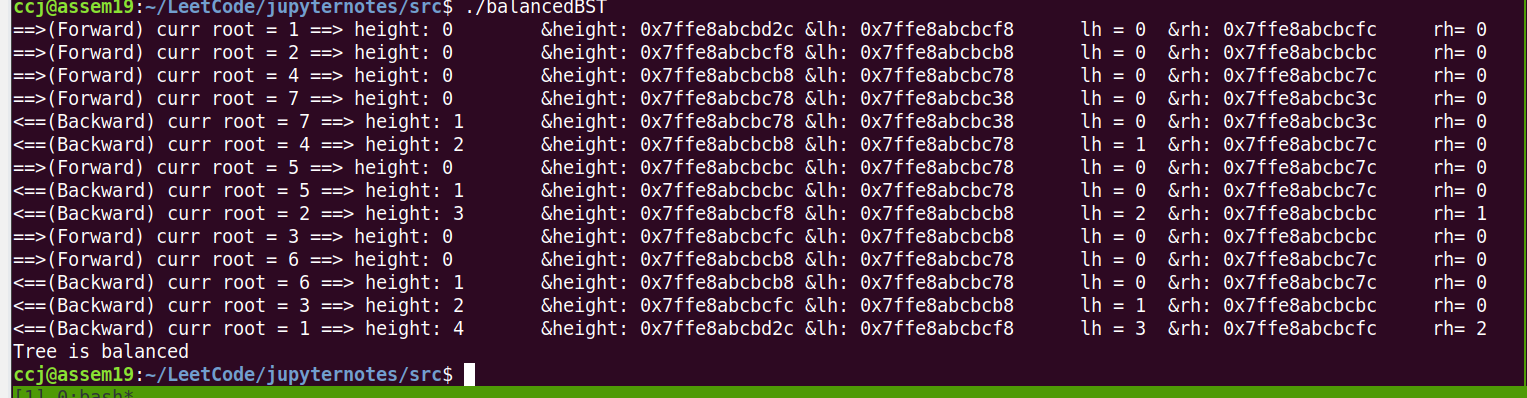 ccj@assem19:~/LeetCode/jupyternotes/src$ ./balancedBST
==>(Forward) curr root = 1 ==> height: 0 &height: 0x7ffe8abcbd2c &lh: 0x7ffe8abcbcf8 lh = 0 &rh: 0x7ffe8abcbcfc rh= 0
==>(Forward) curr root = 2 ==> height: 0 &height: 0x7ffe8abcbcf8 &lh: 0x7ffe8abcbcb8 lh = 0 &rh: 0x7ffe8abcbcbc rh= 0
==>(Forward) curr root = 4 ==> height: 0 &height: 0x7ffe8abcbcb8 &lh: 0x7ffe8abcbc78 lh = 0 &rh: 0x7ffe8abcbc7c rh= 0
==>(Forward) curr root = 7 ==> height: 0 &height: 0x7ffe8abcbc78 &lh: 0x7ffe8abcbc38 lh = 0 &rh: 0x7ffe8abcbc3c rh= 0
<==(Backward) curr root = 7 ==> height: 1 &height: 0x7ffe8abcbc78 &lh: 0x7ffe8abcbc38 lh = 0 &rh: 0x7ffe8abcbc3c rh= 0
<==(Backward) curr root = 4 ==> height: 2 &height: 0x7ffe8abcbcb8 &lh: 0x7ffe8abcbc78 lh = 1 &rh: 0x7ffe8abcbc7c rh= 0
==>(Forward) curr root = 5 ==> height: 0 &height: 0x7ffe8abcbcbc &lh: 0x7ffe8abcbc78 lh = 0 &rh: 0x7ffe8abcbc7c rh= 0
<==(Backward) curr root = 5 ==> height: 1 &height: 0x7ffe8abcbcbc &lh: 0x7ffe8abcbc78 lh = 0 &rh: 0x7ffe8abcbc7c rh= 0
<==(Backward) curr root = 2 ==> height: 3 &height: 0x7ffe8abcbcf8 &lh: 0x7ffe8abcbcb8 lh = 2 &rh: 0x7ffe8abcbcbc rh= 1
==>(Forward) curr root = 3 ==> height: 0 &height: 0x7ffe8abcbcfc &lh: 0x7ffe8abcbcb8 lh = 0 &rh: 0x7ffe8abcbcbc rh= 0
==>(Forward) curr root = 6 ==> height: 0 &height: 0x7ffe8abcbcb8 &lh: 0x7ffe8abcbc78 lh = 0 &rh: 0x7ffe8abcbc7c rh= 0
<==(Backward) curr root = 6 ==> height: 1 &height: 0x7ffe8abcbcb8 &lh: 0x7ffe8abcbc78 lh = 0 &rh: 0x7ffe8abcbc7c rh= 0
<==(Backward) curr root = 3 ==> height: 2 &height: 0x7ffe8abcbcfc &lh: 0x7ffe8abcbcb8 lh = 1 &rh: 0x7ffe8abcbcbc rh= 0
<==(Backward) curr root = 1 ==> height: 4 &height: 0x7ffe8abcbd2c &lh: 0x7ffe8abcbcf8 lh = 3 &rh: 0x7ffe8abcbcfc rh= 2
Tree is balanced
ccj@assem19:~/LeetCode/jupyternotes/src$
[1] 0:bash*